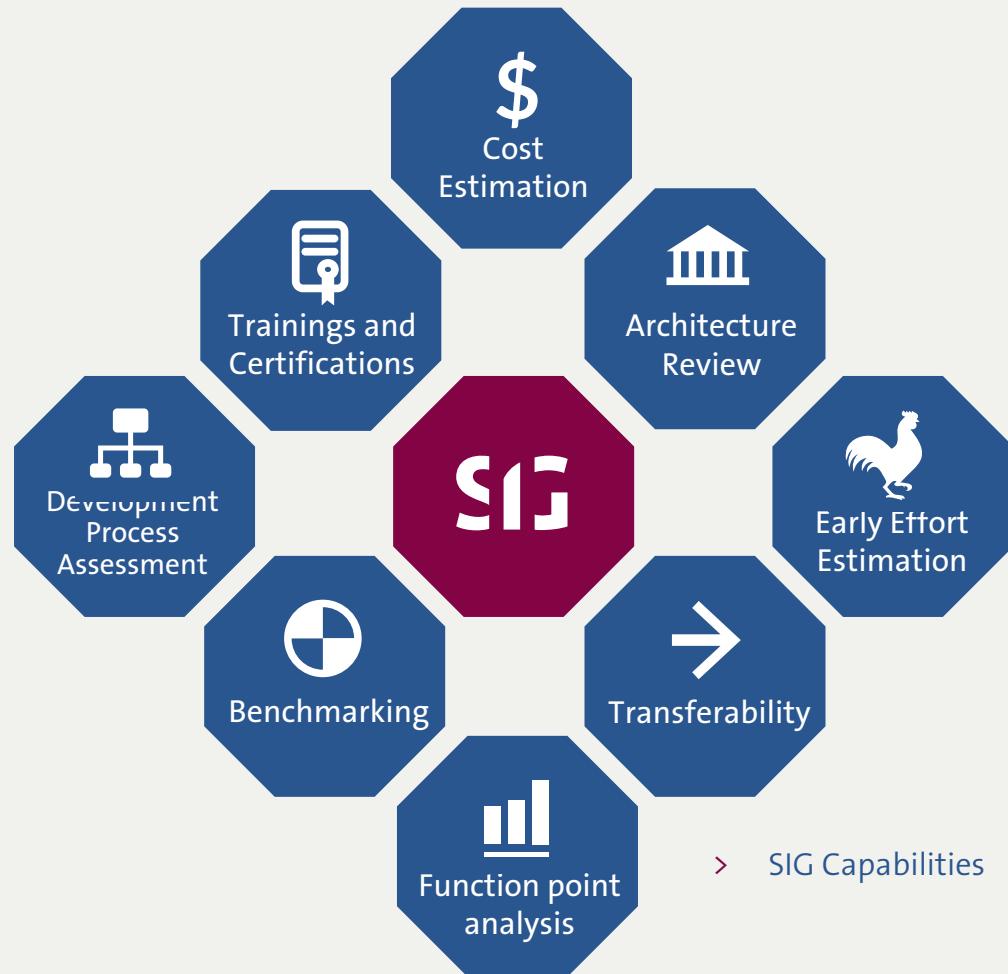 $
Cost
Estimation
Trainings and
Certifications
Architecture
Review
Development
Process
Assessment
SIG
Early Effort
Estimation
Benchmarking
Transferability
Function point
analysis
> SIG Capabilities